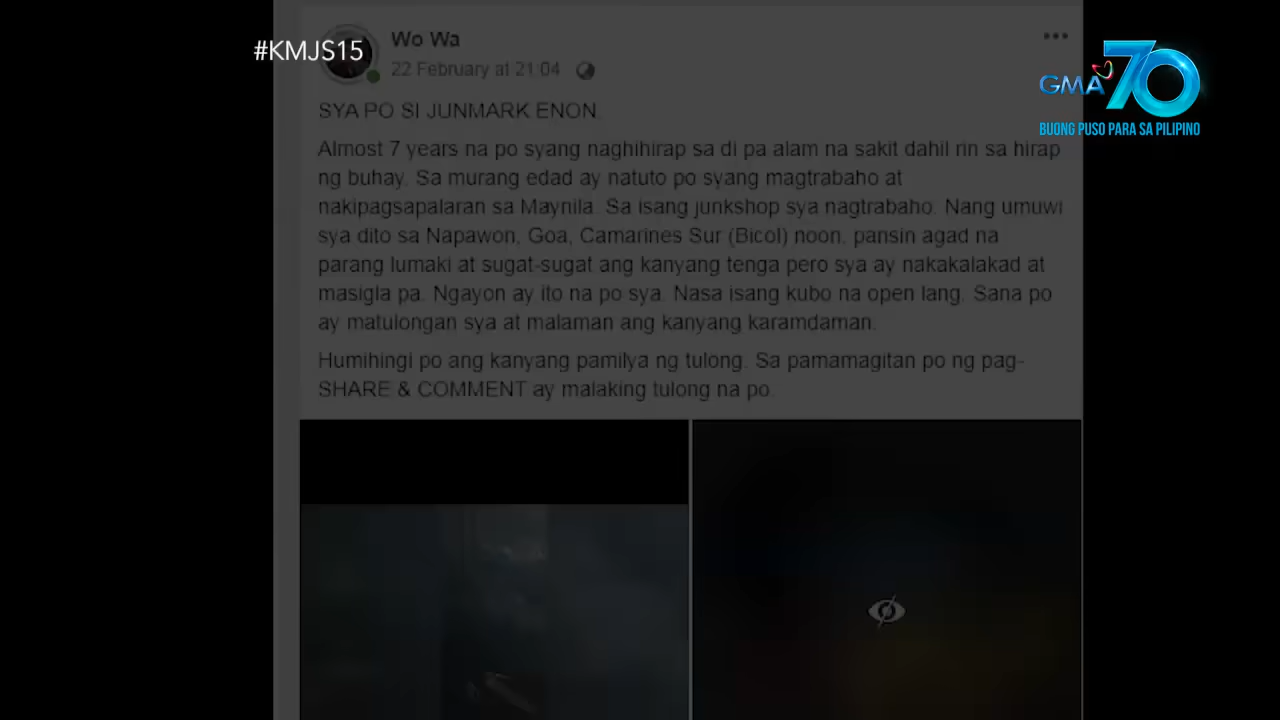 #KMJS15
Wo Wa
22 February at 21:04
GMA 70
BUONG PUSO PARA SA PILIPINO
SYA PO SI JUNMARK ENON.
Almost 7 years na po syang naghihirap sa di pa alam na sakit dahil rin sa hirap
ng buhay. Sa murang edad ay natuto po syang magtrabaho at
nakipagsapalaran sa Maynila. Sa isang junkshop sya nagtrabaho. Nang umuwi
sya dito sa Napawon, Goa, Camarines Sur (Bicol) noon, pansin agad na
parang lumaki at sugat-sugat ang kanyang tenga pero sya ay nakakalakad at
masigla pa. Ngayon ay ito na po sya. Nasa isang kubo na open lang. Sana po
ay matulongan sya at malaman ang kanyang karamdaman.
Humihingi po ang kanyang pamilya ng tulong. Sa pamamagitan po ng pag-
SHARE & COMMENT ay malaking tulong na po.